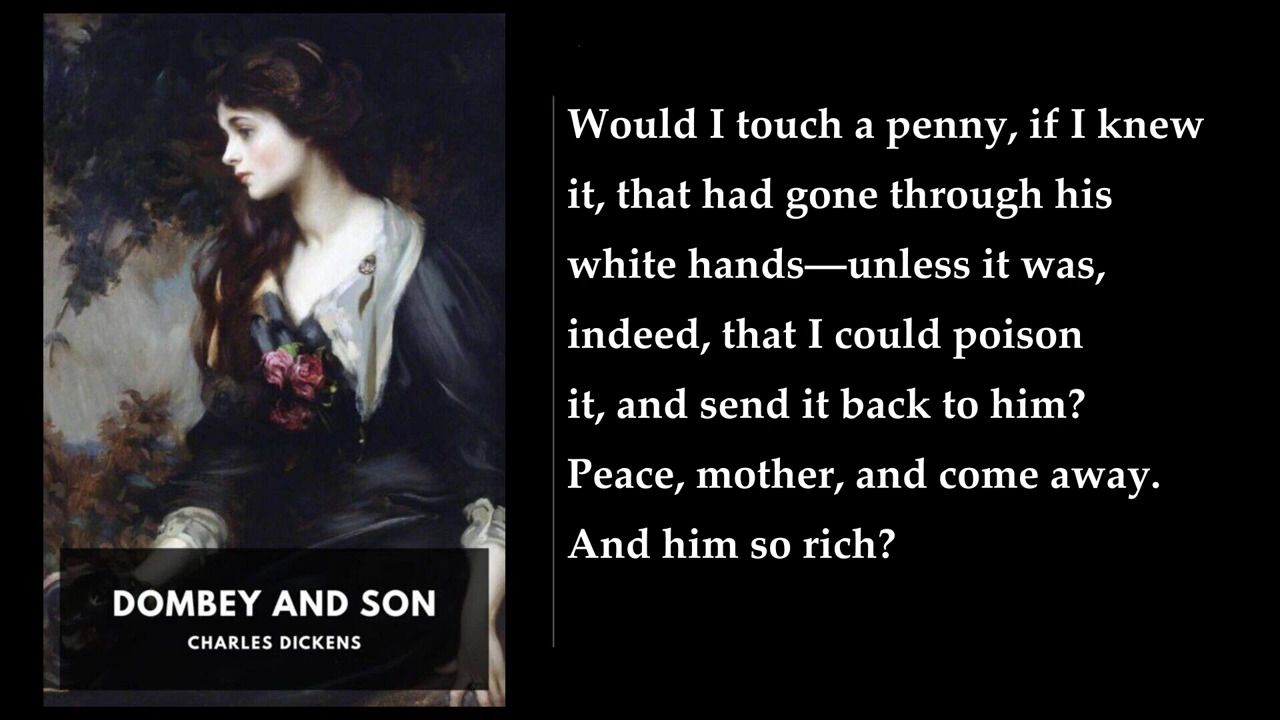 Would I touch a penny, if I knew
it, that had gone through his
white hands—unless it was,
indeed, that I could poison
it, and send it back to him?
Peace, mother, and come away.
And him so rich?
DOMBEY AND SON
CHARLES DICKENS